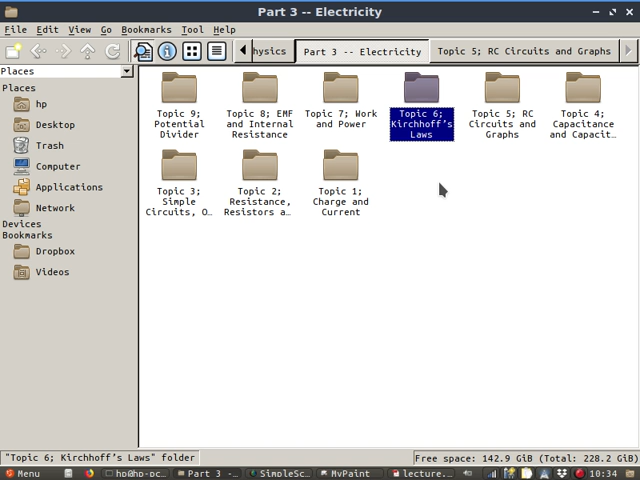 Part 3 -- Electricity
File Edit View Go Bookmarks Tool Help
hysics Part 3 -- Electricity Topic 5; RC Circuits and Graphs
Places
Places
hp
Desktop
Trash
Computer
Applications
Network
Devices
Bookmarks
Dropbox
Videos
Topic 9;
Potential
Divider
Topic 8; EMF
and Internal
Resistance
Topic 7; Work
and Power
Topic 6;
Kirchhoff's
Laws
Topic 5; RC
Circuits and
Graphs
Topic 4;
Capacitance
and Capacit…
Topic 3;
Simple
Circuits, O…
Topic 2;
Resistance,
Resistors a…
Topic 1;
Charge and
Current
"Topic 6; Kirchhoff's Laws" folder
Free space: 142.9 GiB (Total: 228.2 GiB)
Menu hp@hp-pc… Part 3 -… SimpleSc… MyPaint lecture… 10:34